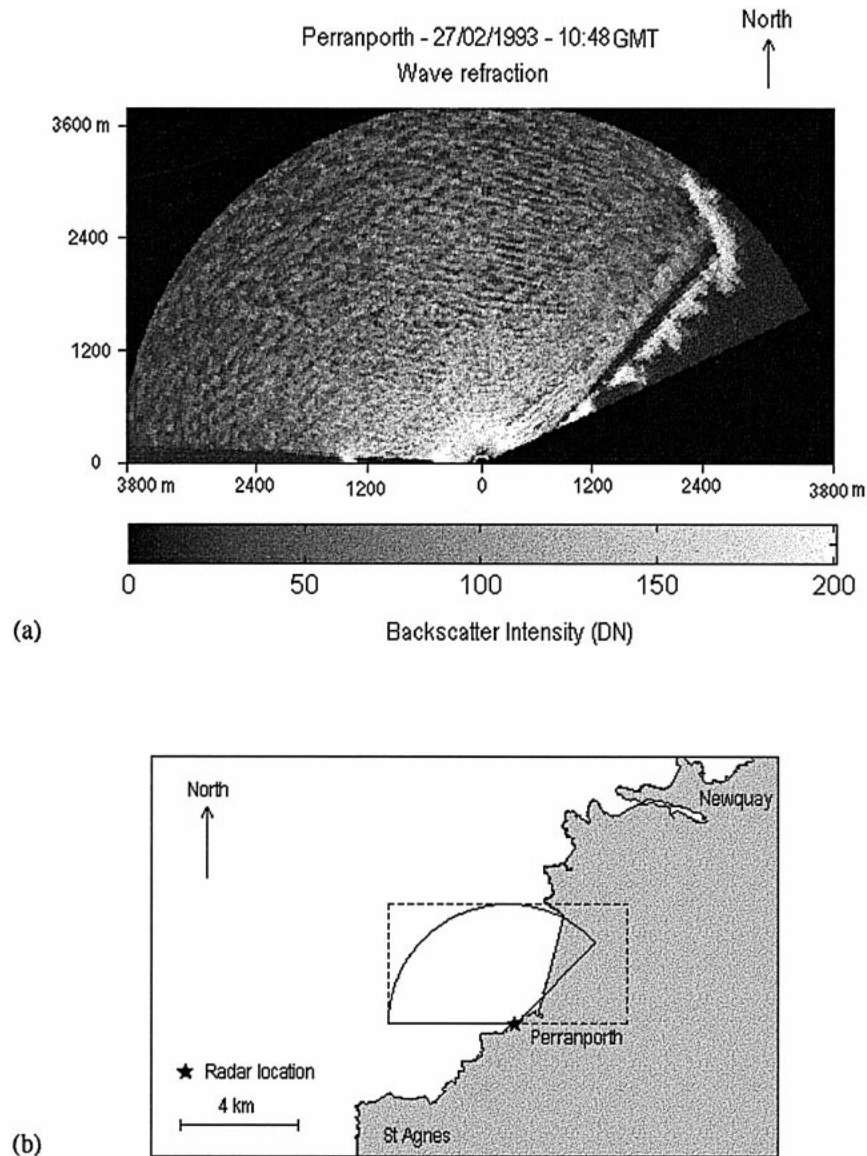 Perranporth - 27/02/1993 - 10:48 GMT
North
Wave refraction
3600 m
2400
1200
0
3800 m 2400 1200 0 1200 2400 3800 m
0 50 100 150 200
(a)
Backscatter Intensity (DN)
North
Newquay
Perranporth
★ Radar location
4 km
St Agnes
(b)